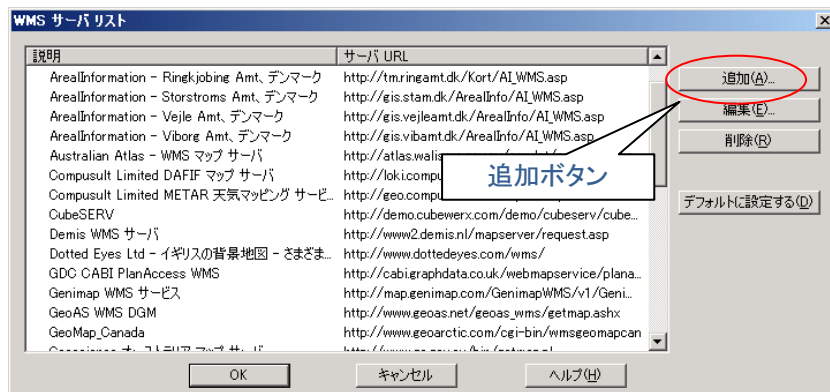 WMS サーバ リスト
説明 サーバ URL
ArealInformation - Ringkjobing Amt、デンマーク http://tm.ringamt.dk/Kort/AI_WMS.asp
ArealInformation - Storstroms Amt、デンマーク http://gis.stam.dk/ArealInfo/AI_WMS.asp
ArealInformation - Vejle Amt、デンマーク http://gis.vejleamt.dk/ArealInfo/AI_WMS.asp
ArealInformation - Viborg Amt、デンマーク http://gis.vibamt.dk/ArealInfo/AI_WMS.asp
Australian Atlas - WMS マップ サーバ http://atlas.walis
Compusult Limited DAFIF マップ サーバ http://loki.compu
Compusult Limited METAR 天気マッピング サービ... http://geo.compu
CubeSERV http://demo.cubewerx.com/demo/cubeserv/cube...
Demis WMS サーバ http://www2.demis.nl/mapserver/request.asp
Dotted Eyes Ltd - イギリスの背景地図 - さまざま... http://www.dottedeyes.com/wms/
GDC CABI PlanAccess WMS http://cabi.graphdata.co.uk/webmapservice/plana...
Genimap WMS サービス http://map.genimap.com/GenimapWMS/v1/Geni...
GeoAS WMS DGM http://www.geoas.net/geoas_wms/getmap.ashx
GeoMap_Canada http://www.geoarctic.com/cgi-bin/wmsgeomapcan
追加(A)...
編集(E)...
削除(R)
デフォルトに設定する(D)
追加ボタン
OK キャンセル ヘルプ(H)